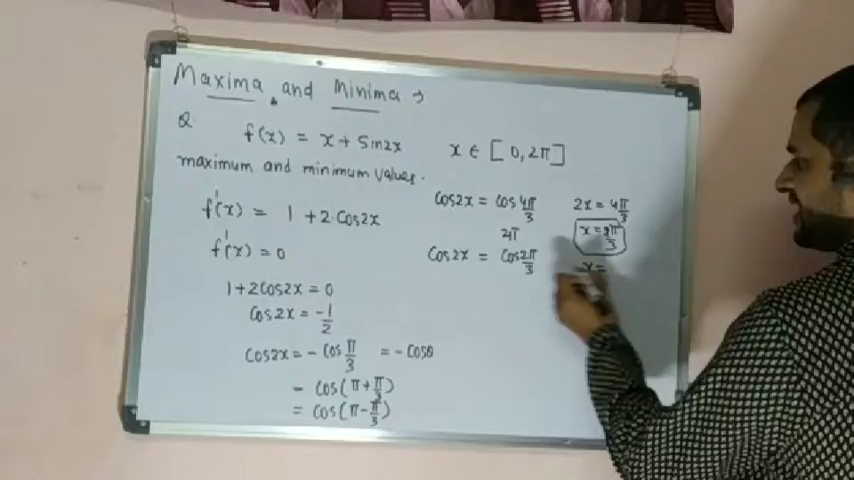 Maxima and Minima →
Q. f(x) = x + Sin2x x ∈ [0, 2π]
maximum and minimum values.
f'(x) = 1 + 2 Cos2x
f'(x) = 0
1 + 2Cos2x = 0
Cos2x = -1/2
Cos2x = - Cos π/3 = - Cosθ
= Cos(π + π/3)
= Cos(π - π/3)
Cos2x = Cos 4π/3
2π
Cos2x = Cos 2π/3
2x = 4π/3
x = 2π/3
x =